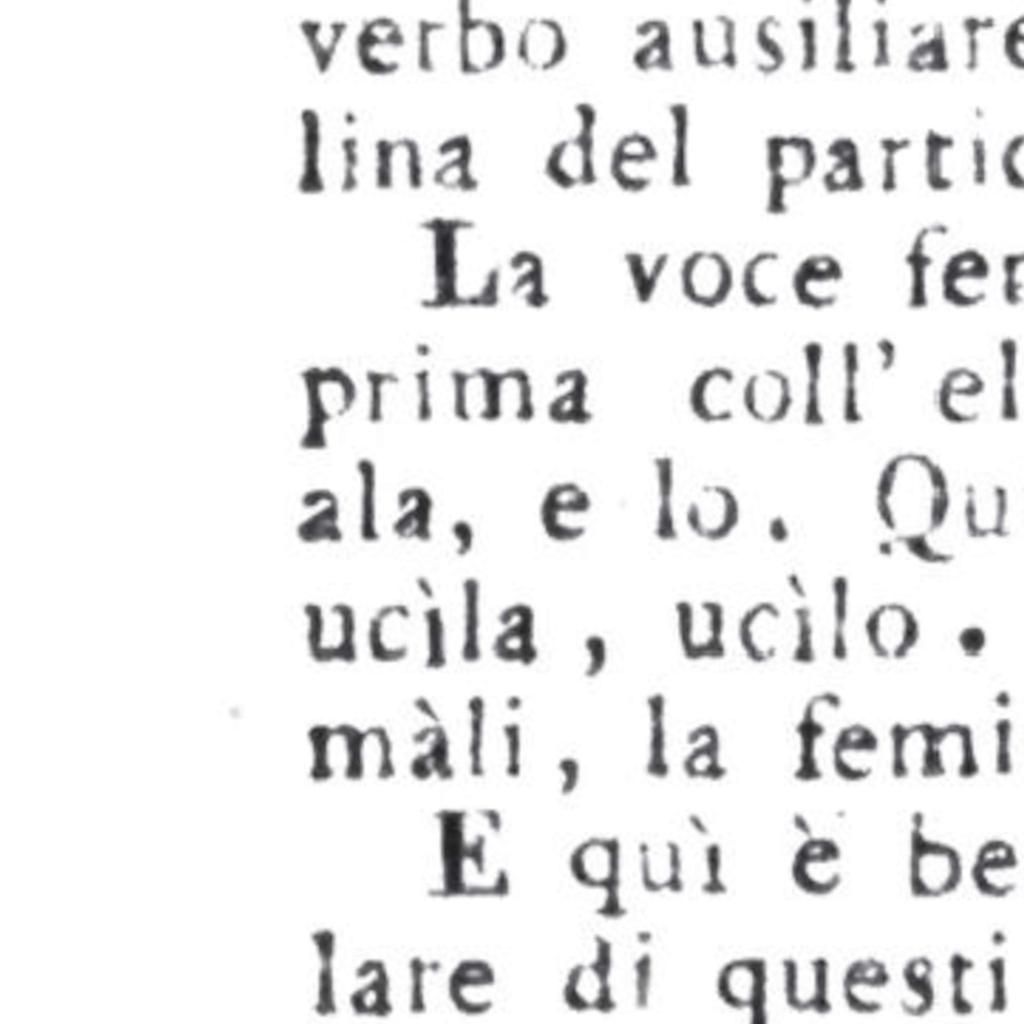 verbo ausiliare
lina del partic
La voce fem
prima coll' el
ala, e lo. Qu
ucìla, ucìlo.
màli, la femi
E quì è be
lare di questi